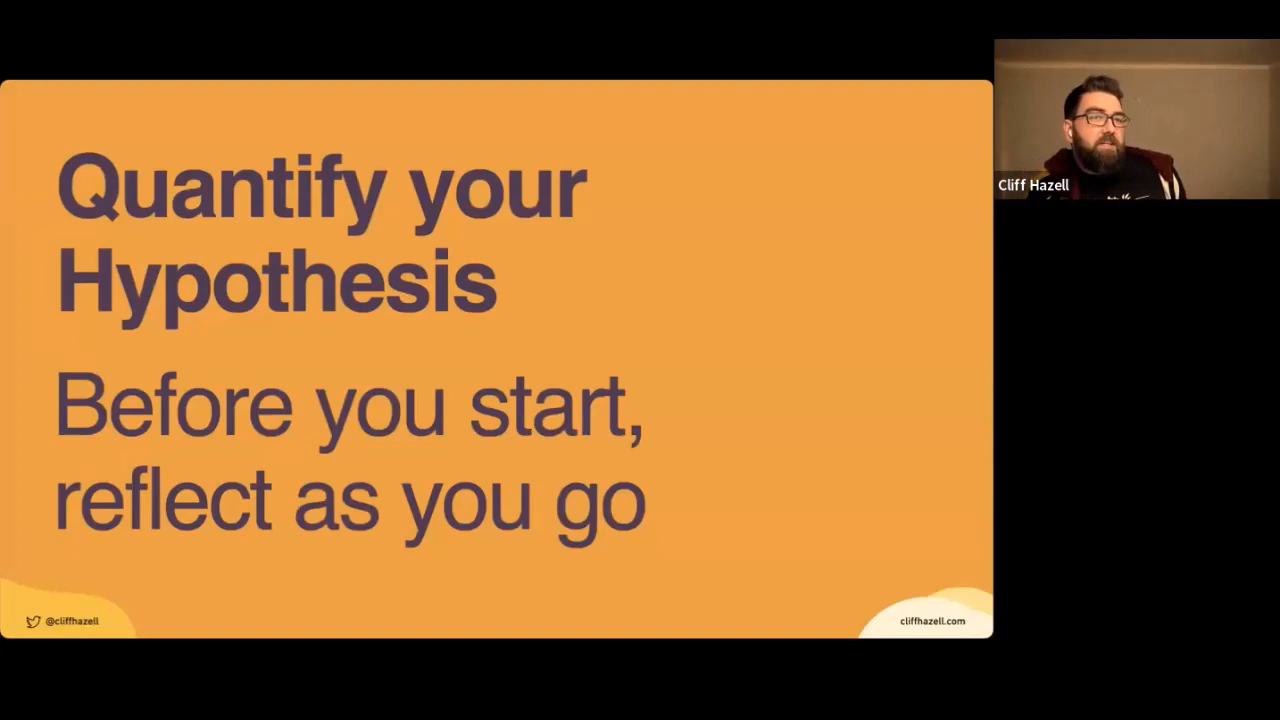 Quantify your
Hypothesis
Before you start,
reflect as you go
@cliffhazell
cliffhazell.com
Cliff Hazell